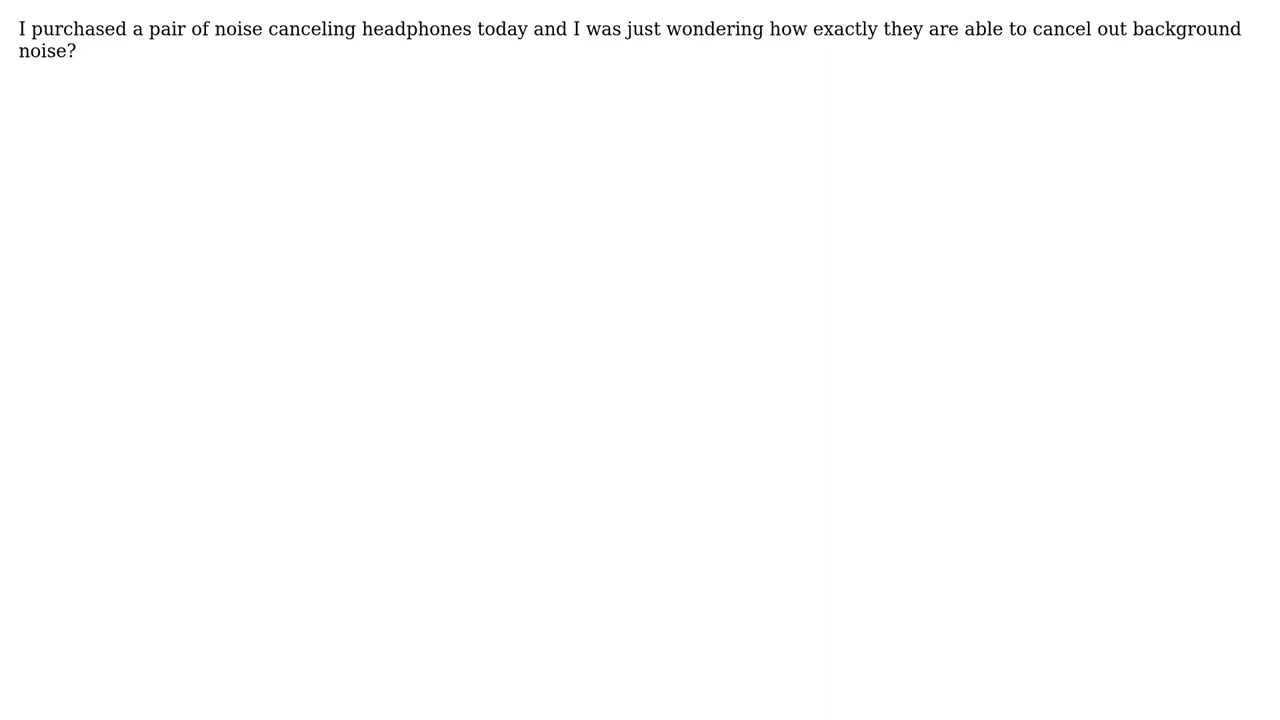 I purchased a pair of noise canceling headphones today and I was just wondering how exactly they are able to cancel out background
noise?